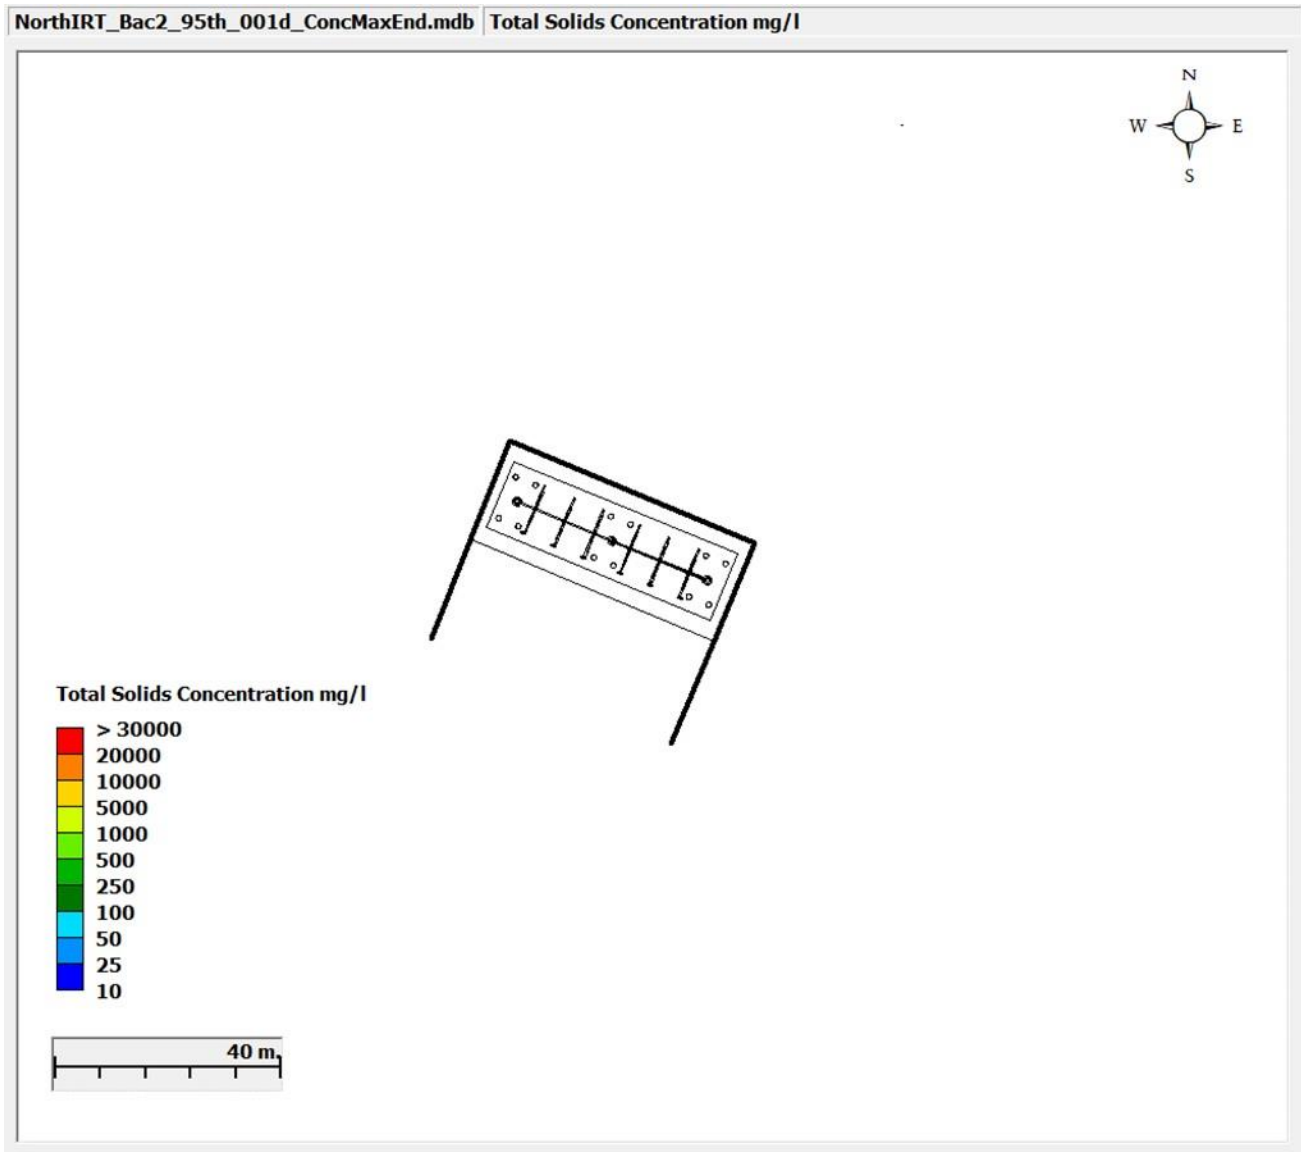 NorthIRT_Bac2_95th_001d_ConcMaxEnd.mdb Total Solids Concentration mg/l
N
W E
S
Total Solids Concentration mg/l
> 30000
20000
10000
5000
1000
500
250
100
50
25
10
40 m.